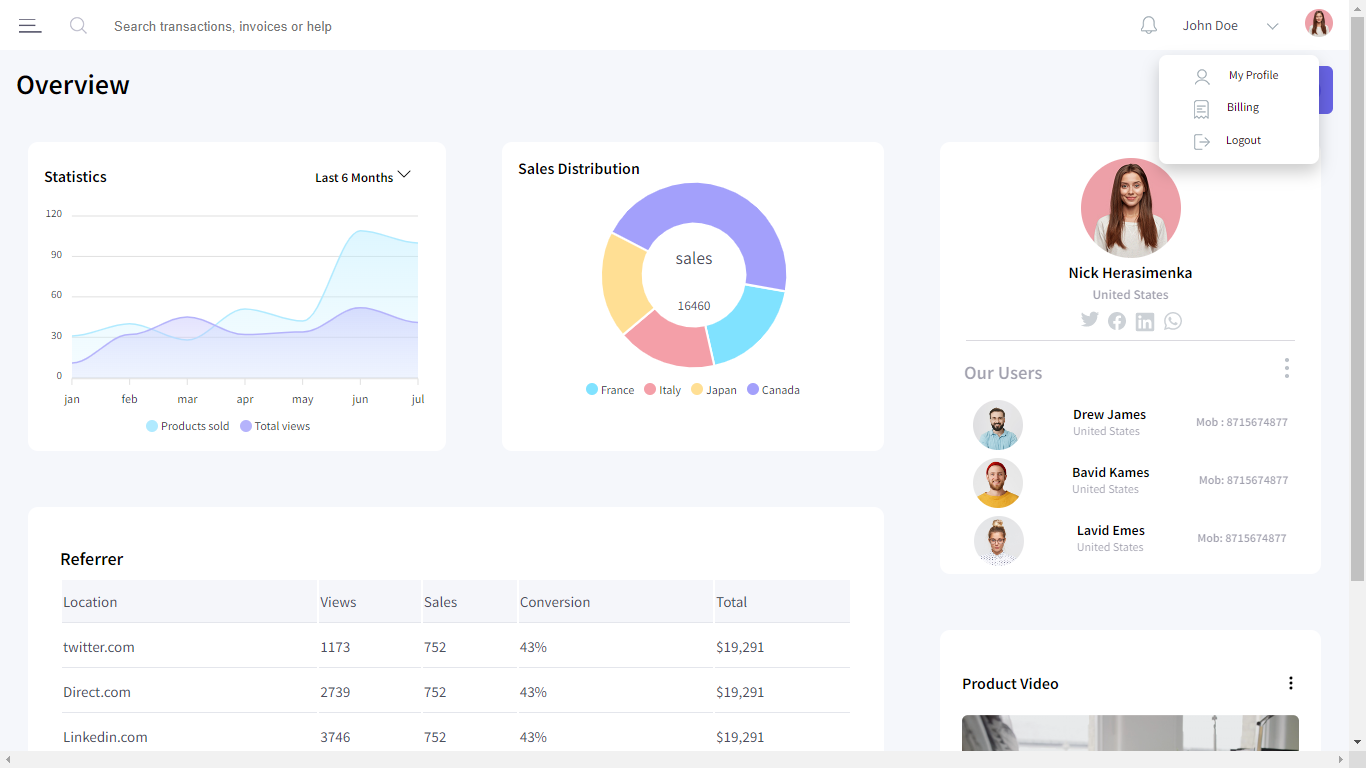 Search transactions, invoices or help
John Doe
My Profile
Billing
Logout
Overview
Statistics
Last 6 Months
120
90
60
30
0
jan feb mar apr may jun jul
Products sold Total views
Sales Distribution
sales
16460
France Italy Japan Canada
Nick Herasimenka
United States
Our Users
Drew James
United States
Mob : 8715674877
Bavid Kames
United States
Mob: 8715674877
Lavid Emes
United States
Mob: 8715674877
Referrer
Location Views Sales Conversion Total
twitter.com 1173 752 43% $19,291
Direct.com 2739 752 43% $19,291
Linkedin.com 3746 752 43% $19,291
Product Video